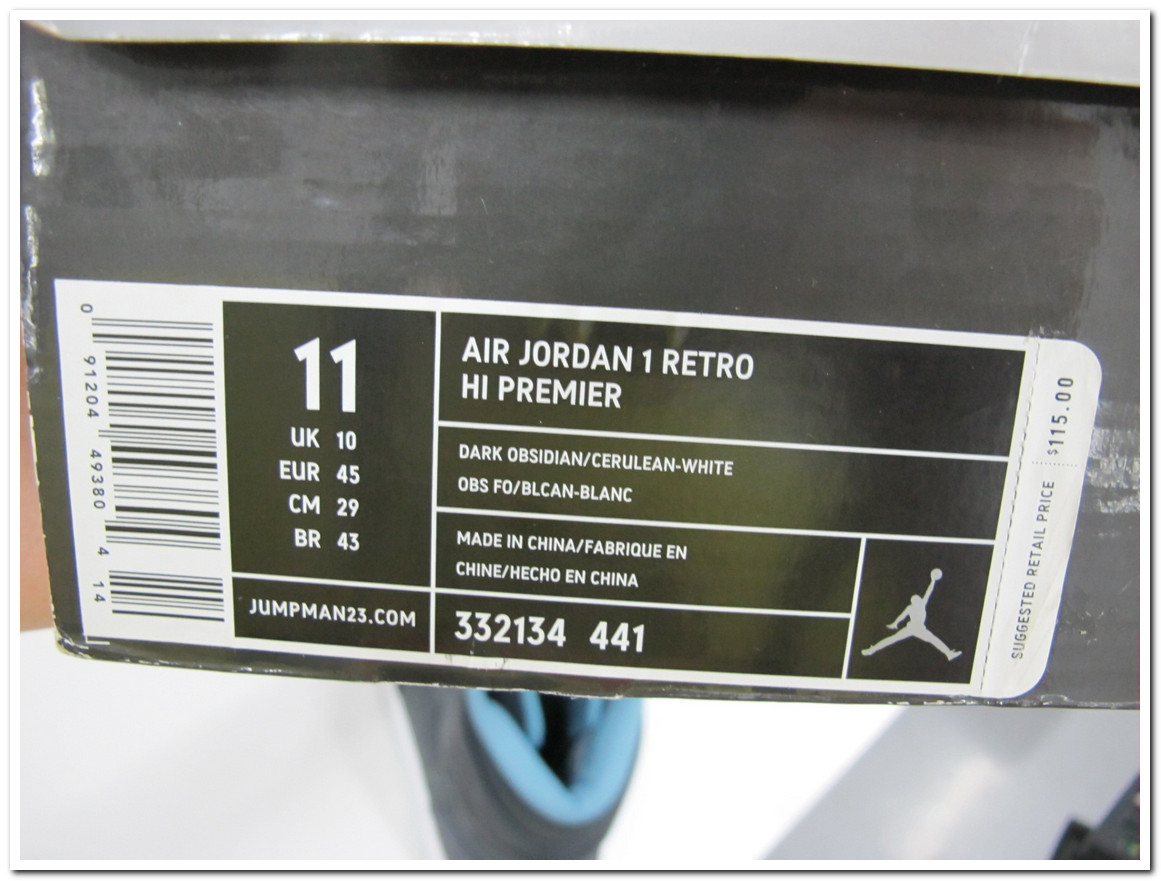 0 91204 49380 4 14
11
UK 10
EUR 45
CM 29
BR 43
JUMPMAN23.COM
AIR JORDAN 1 RETRO
HI PREMIER
DARK OBSIDIAN/CERULEAN-WHITE
OBS FO/BLCAN-BLANC
MADE IN CHINA/FABRIQUE EN
CHINE/HECHO EN CHINA
332134 441
SUGGESTED RETAIL PRICE $115.00